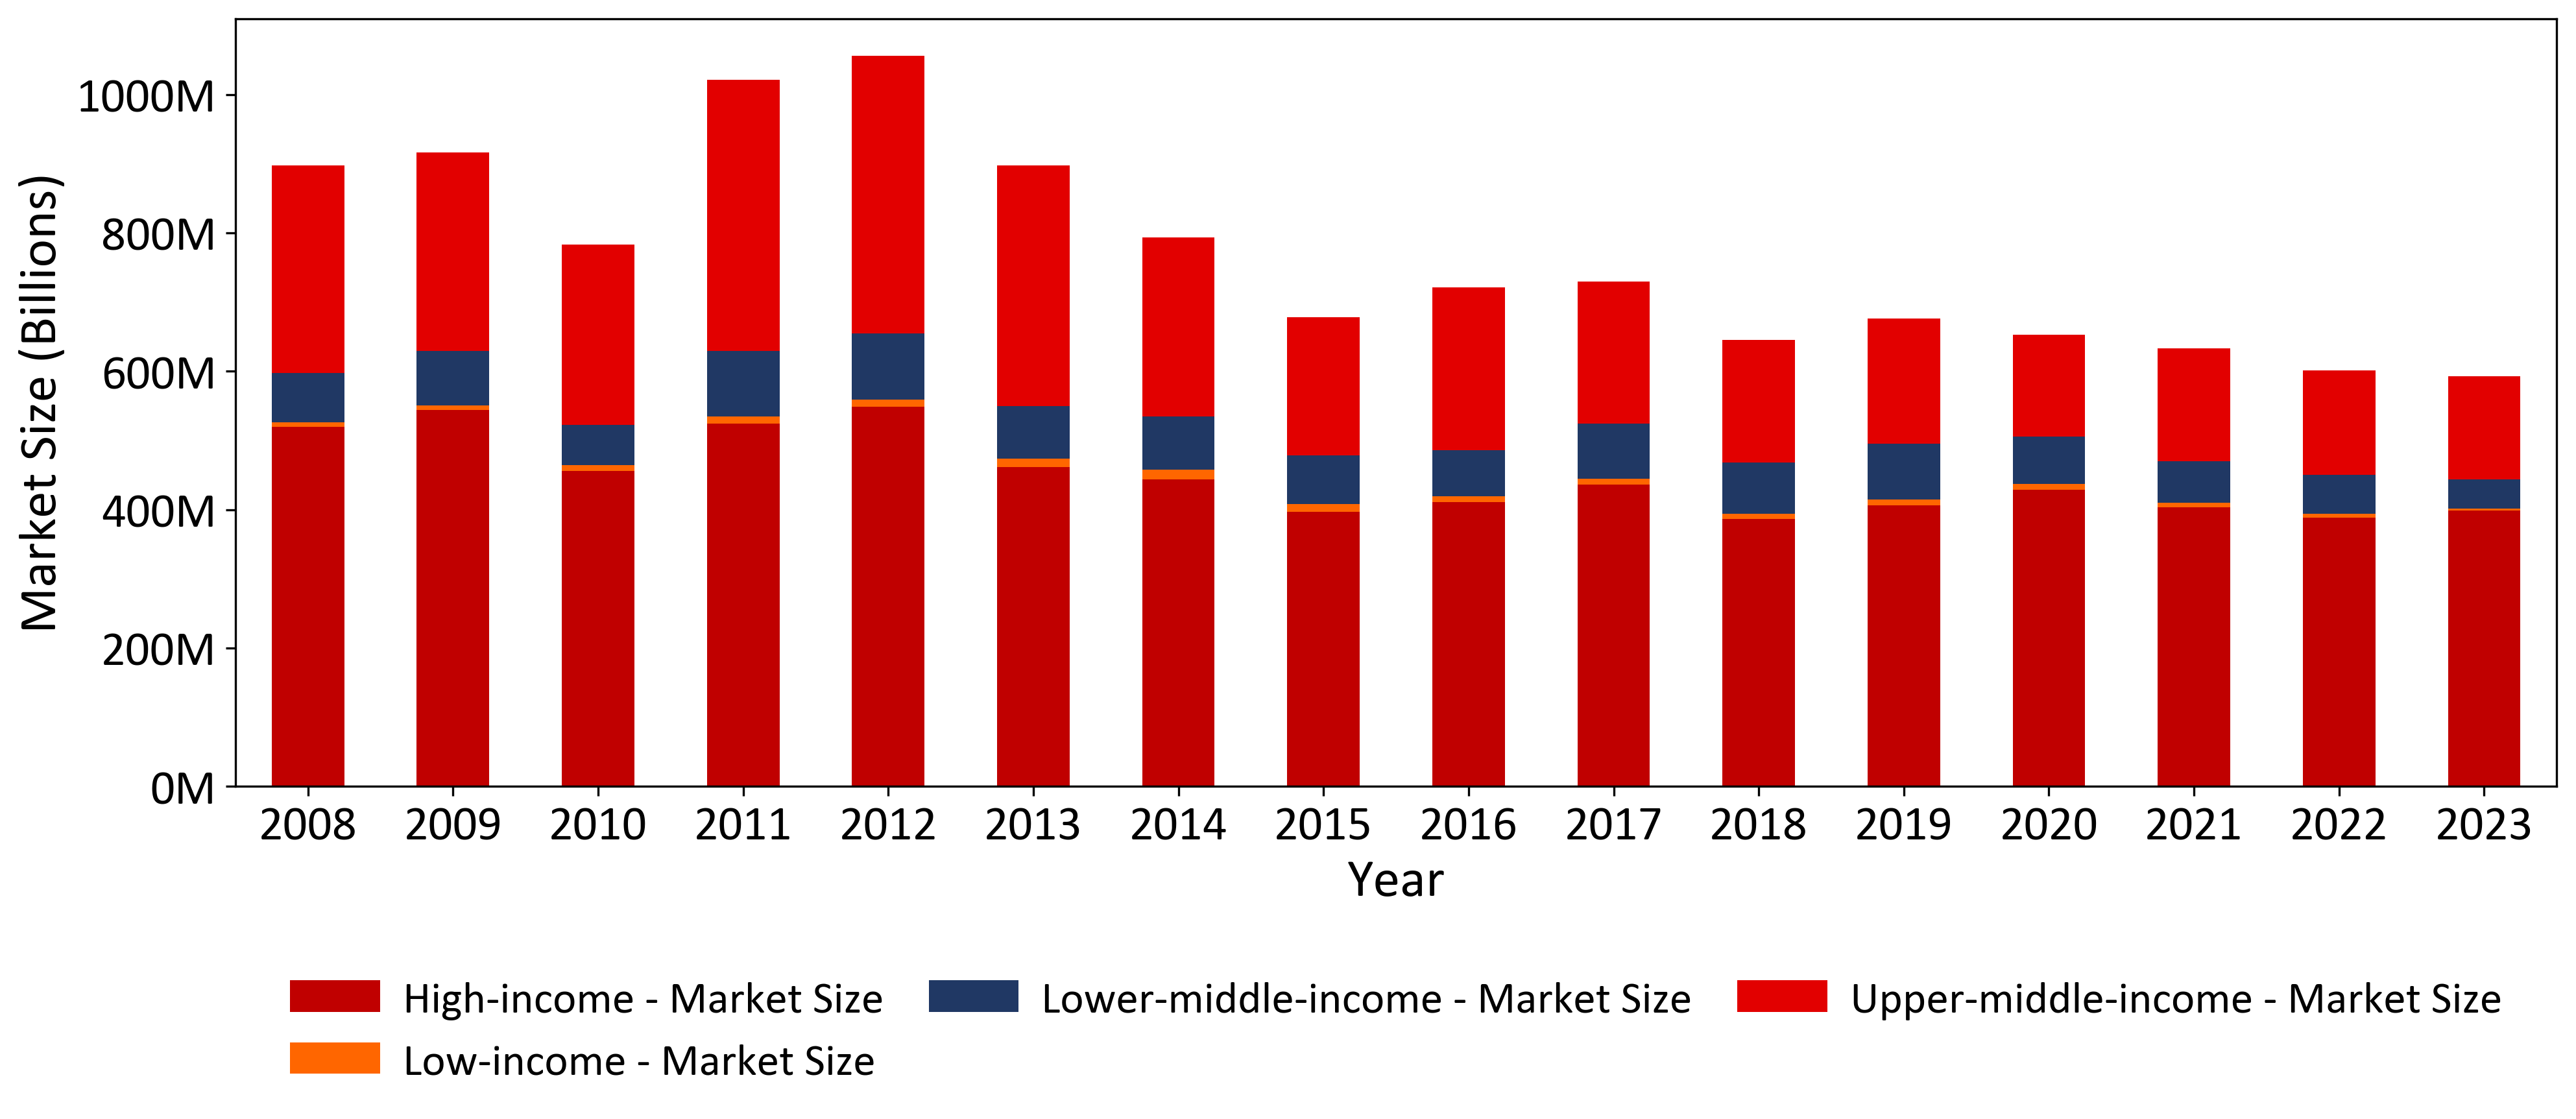 1000M
800M
600M
400M
200M
0M
Market Size (Billions)
2008 2009 2010 2011 2012 2013 2014 2015 2016 2017 2018 2019 2020 2021 2022 2023
Year
High-income - Market Size Lower-middle-income - Market Size Upper-middle-income - Market Size
Low-income - Market Size